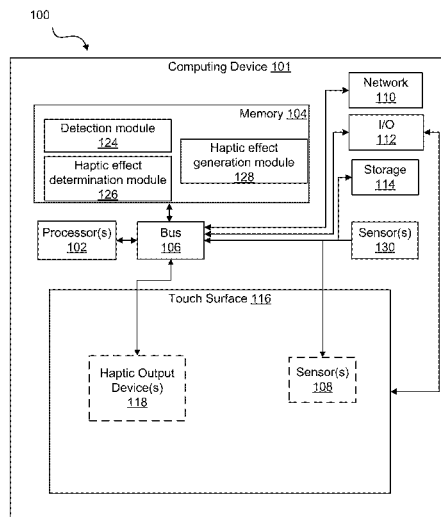 100
Computing Device 101
Network
110
Memory 104
I/O
112
Detection module
124
Haptic effect
generation module
128
Haptic effect
determination module
126
Storage
114
Processor(s)
102
Bus
106
Sensor(s)
130
Touch Surface 116
Haptic Output
Device(s)
118
Sensor(s)
108